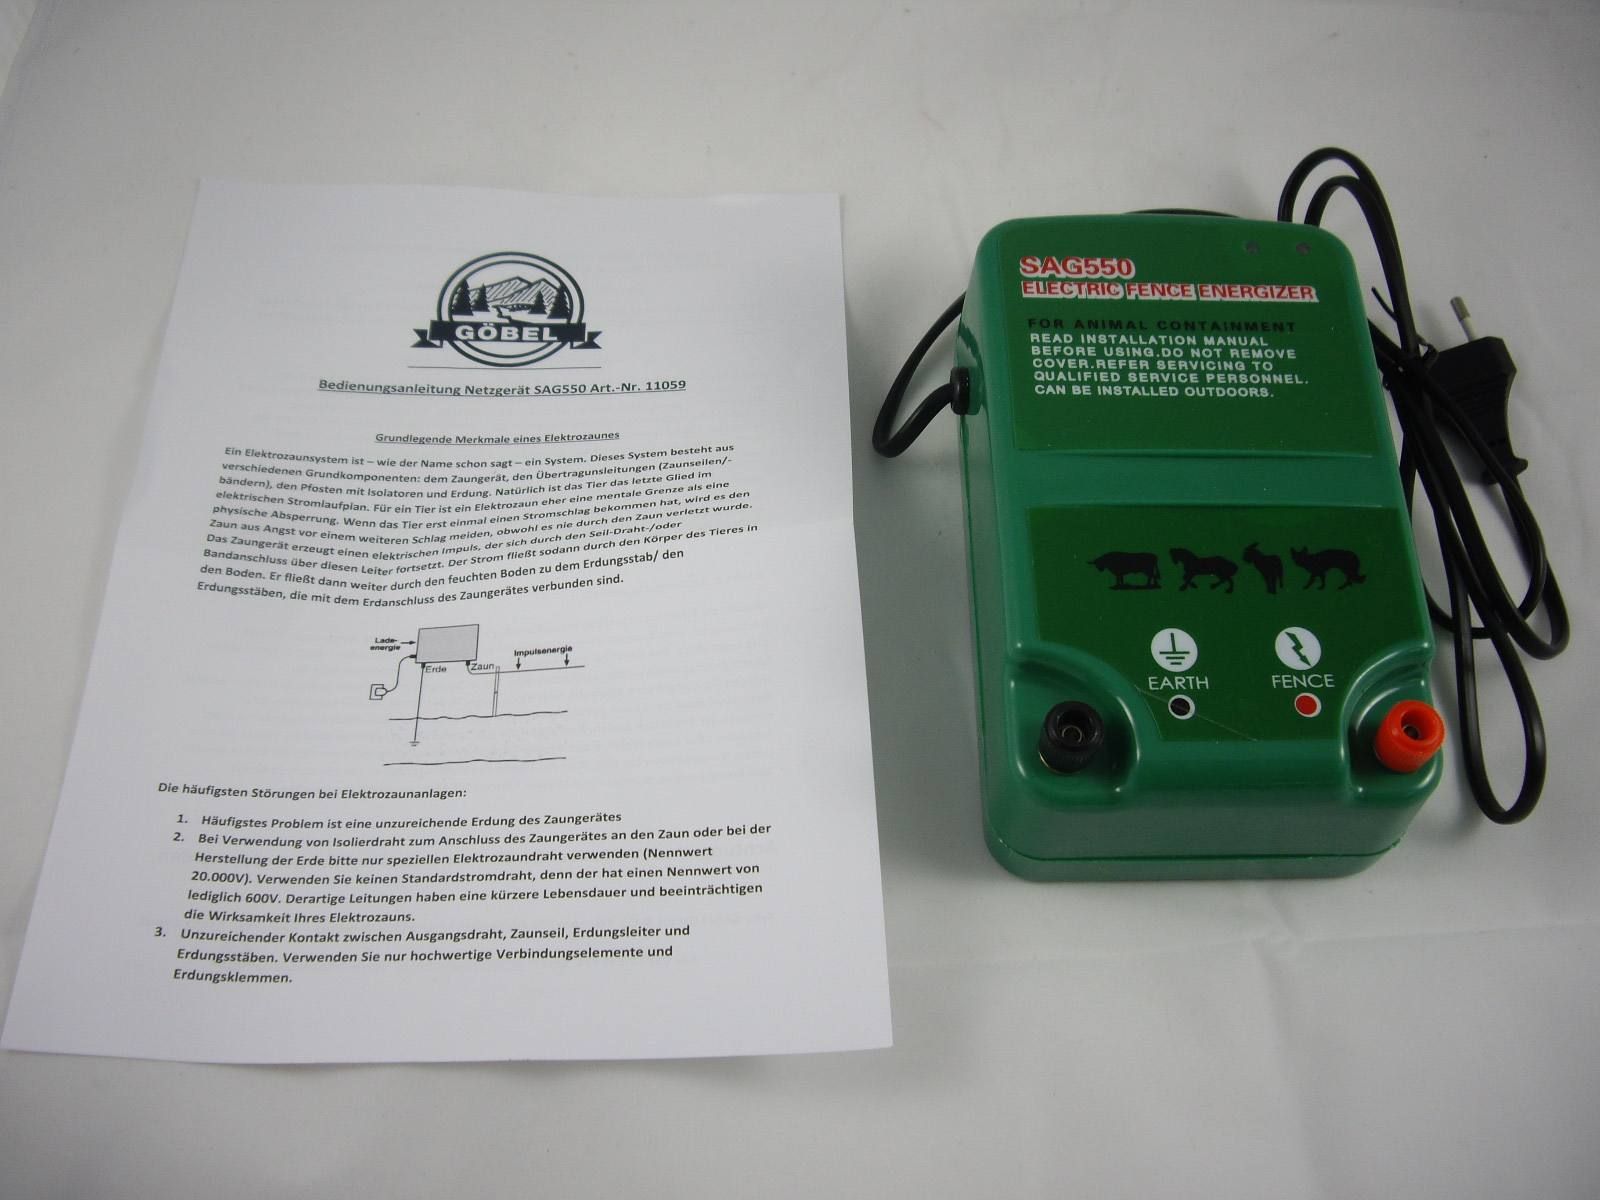 GÖBEL
Bedienungsanleitung Netzgerät SAG550 Art.-Nr. 11059
Grundlegende Merkmale eines Elektrozaunes
Ein Elektrozaunsystem ist – wie der Name schon sagt – ein System. Dieses System besteht aus
verschiedenen Grundkomponenten: dem Zaungerät, den Übertragunsleitungen (Zaunseilen/-
bändern), den Pfosten mit Isolatoren und Erdung. Natürlich ist das Tier das letzte Glied im
elektrischen Stromlaufplan. Für ein Tier ist ein Elektrozaun eher eine mentale Grenze als eine
physische Absperrung. Wenn das Tier erst einmal einen Stromschlag bekommen hat, wird es den
Zaun aus Angst vor einem weiteren Schlag meiden, obwohl es nie durch den Zaun verletzt wurde.
Das Zaungerät erzeugt einen elektrischen Impuls, der sich durch den Seil-Draht-/oder
Bandanschluss über diesen Leiter fortsetzt. Der Strom fließt sodann durch den Körper des Tieres in
den Boden. Er fließt dann weiter durch den feuchten Boden zu dem Erdungsstab/ den
Erdungsstäben, die mit dem Erdanschluss des Zaungerätes verbunden sind.
Lade-
energie
Erde
Zaun
Impulsenergie
Die häufigsten Störungen bei Elektrozaunanlagen:
1. Häufigstes Problem ist eine unzureichende Erdung des Zaungerätes
2. Bei Verwendung von Isolierdraht zum Anschluss des Zaungerätes an den Zaun oder bei der
Herstellung der Erde bitte nur speziellen Elektrozaundraht verwenden (Nennwert
20.000V). Verwenden Sie keinen Standardstromdraht, denn der hat einen Nennwert von
lediglich 600V. Derartige Leitungen haben eine kürzere Lebensdauer und beeinträchtigen
die Wirksamkeit Ihres Elektrozauns.
3. Unzureichender Kontakt zwischen Ausgangsdraht, Zaunseil, Erdungsleiter und
Erdungsstäben. Verwenden Sie nur hochwertige Verbindungselemente und
Erdungsklemmen.
SAG550
ELECTRIC FENCE ENERGIZER
FOR ANIMAL CONTAINMENT
READ INSTALLATION MANUAL
BEFORE USING.DO NOT REMOVE
COVER.REFER SERVICING TO
QUALIFIED SERVICE PERSONNEL.
CAN BE INSTALLED OUTDOORS.
EARTH
FENCE